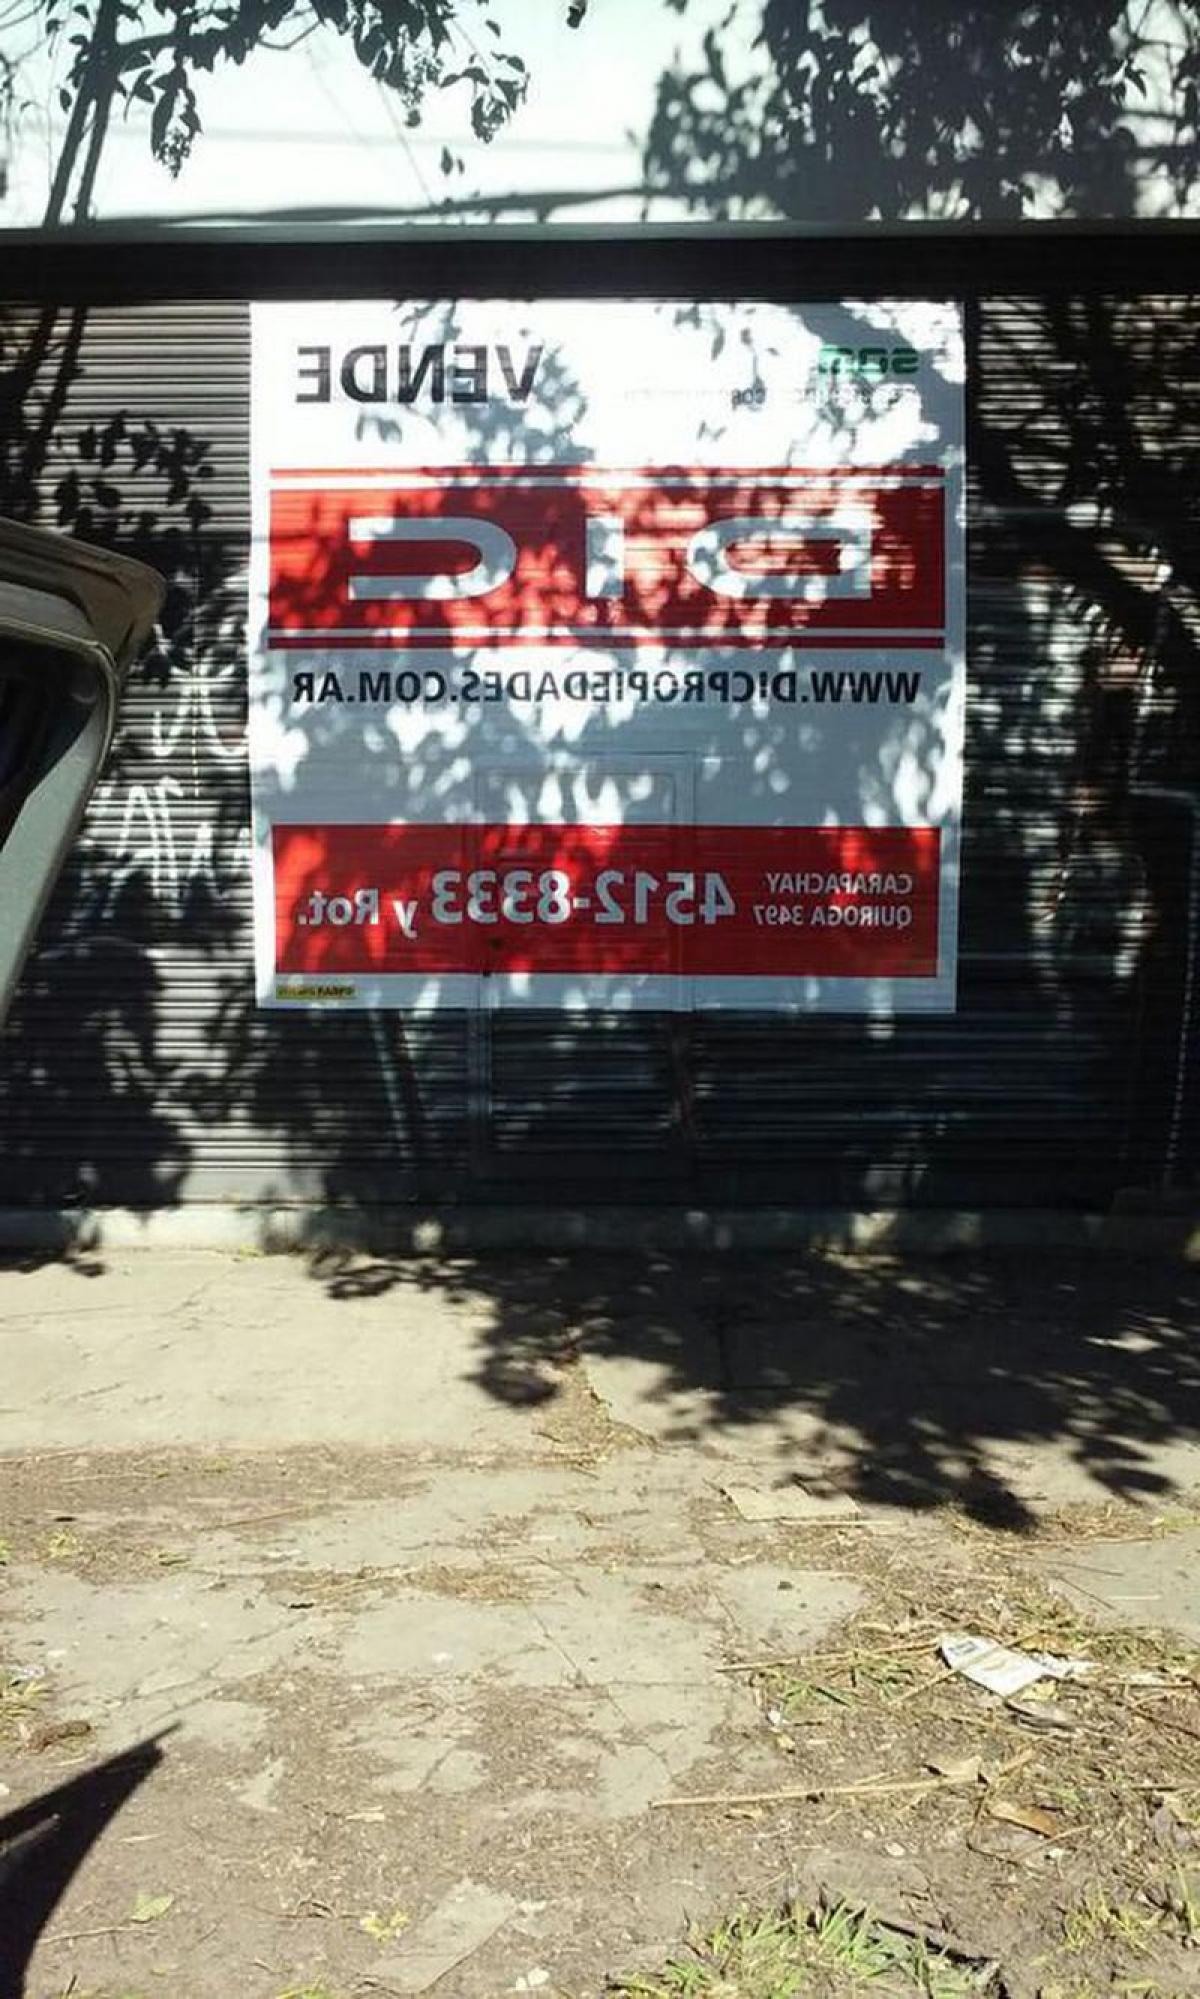 VENDE
DIC
WWW.DICPROPIEDADES.COM.AR
CARAPACHAY
QUIROGA 3497
4512-8333 y Rot.